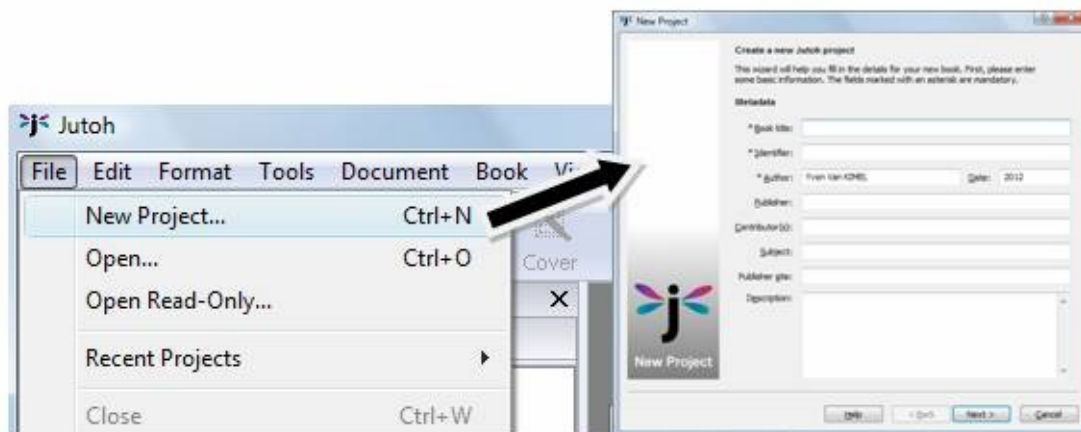 Jutoh
File Edit Format Tools Document Book
New Project... Ctrl+N
Open... Ctrl+O
Cover
Open Read-Only...
Recent Projects
Close Ctrl+W
New Project
Create a new Jutoh project
This wizard will help you fill in the details for your new book. First, please enter
some basic information. The fields marked with an asterisk are mandatory.
Metadata
* Book title:
* Identifier:
* Author: Yvan Van Date: 2012
Publisher:
Contributor(s):
Subject:
Publisher site:
Description:
New Project
Help < Back Next > Cancel